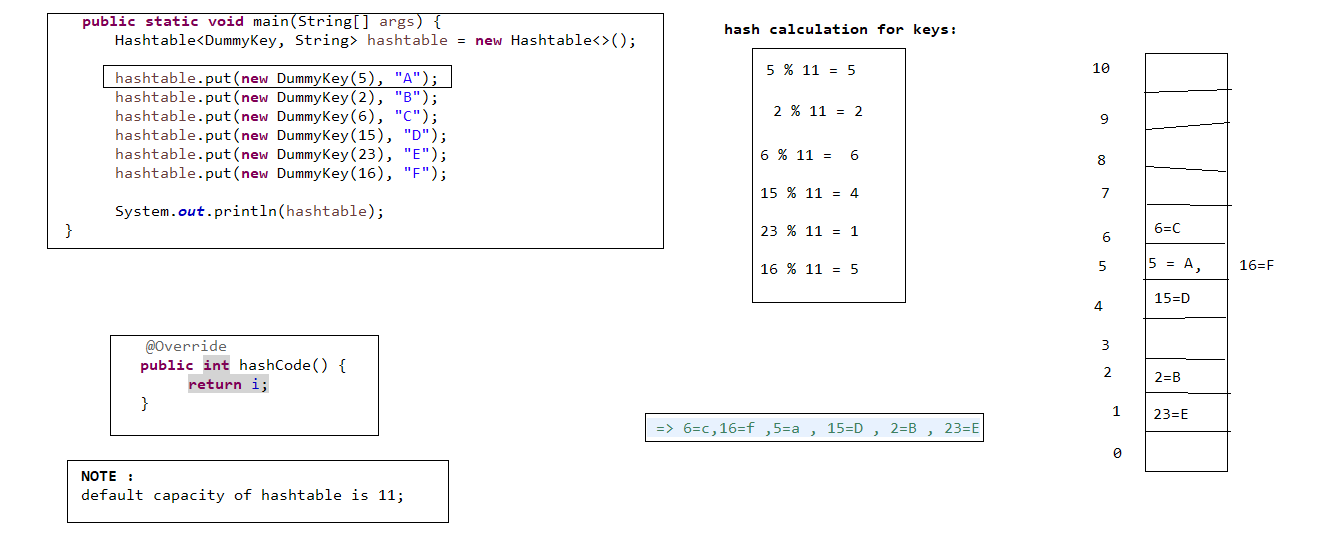 public static void main(String[] args) {
Hashtable<DummyKey, String> hashtable = new Hashtable<>();
hashtable.put(new DummyKey(5), "A");
hashtable.put(new DummyKey(2), "B");
hashtable.put(new DummyKey(6), "C");
hashtable.put(new DummyKey(15), "D");
hashtable.put(new DummyKey(23), "E");
hashtable.put(new DummyKey(16), "F");
System.out.println(hashtable);
}
@Override
public int hashCode() {
return i;
}
NOTE :
default capacity of hashtable is 11;
hash calculation for keys:
5 % 11 = 5
2 % 11 = 2
6 % 11 = 6
15 % 11 = 4
23 % 11 = 1
16 % 11 = 5
=> 6=c,16=f ,5=a , 15=D , 2=B , 23=E
10
9
8
7
6 6=C
5 5 = A, 16=F
4 15=D
3
2 2=B
1 23=E
0